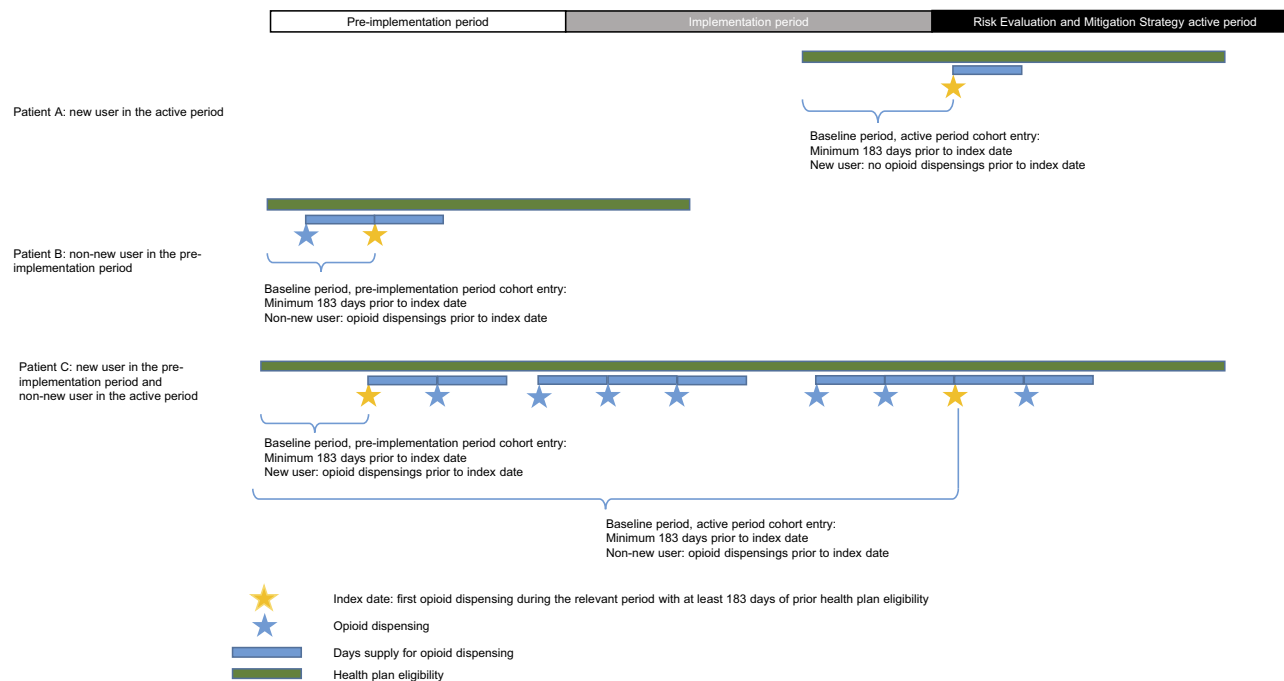 Pre-implementation period
Implementation period
Risk Evaluation and Mitigation Strategy active period
Patient A: new user in the active period
Baseline period, active period cohort entry:
Minimum 183 days prior to index date
New user: no opioid dispensings prior to index date
Patient B: non-new user in the pre-
implementation period
Baseline period, pre-implementation period cohort entry:
Minimum 183 days prior to index date
Non-new user: opioid dispensings prior to index date
Patient C: new user in the pre-
implementation period and
non-new user in the active period
Baseline period, pre-implementation period cohort entry:
Minimum 183 days prior to index date
New user: opioid dispensings prior to index date
Baseline period, active period cohort entry:
Minimum 183 days prior to index date
Non-new user: opioid dispensings prior to index date
Index date: first opioid dispensing during the relevant period with at least 183 days of prior health plan eligibility
Opioid dispensing
Days supply for opioid dispensing
Health plan eligibility